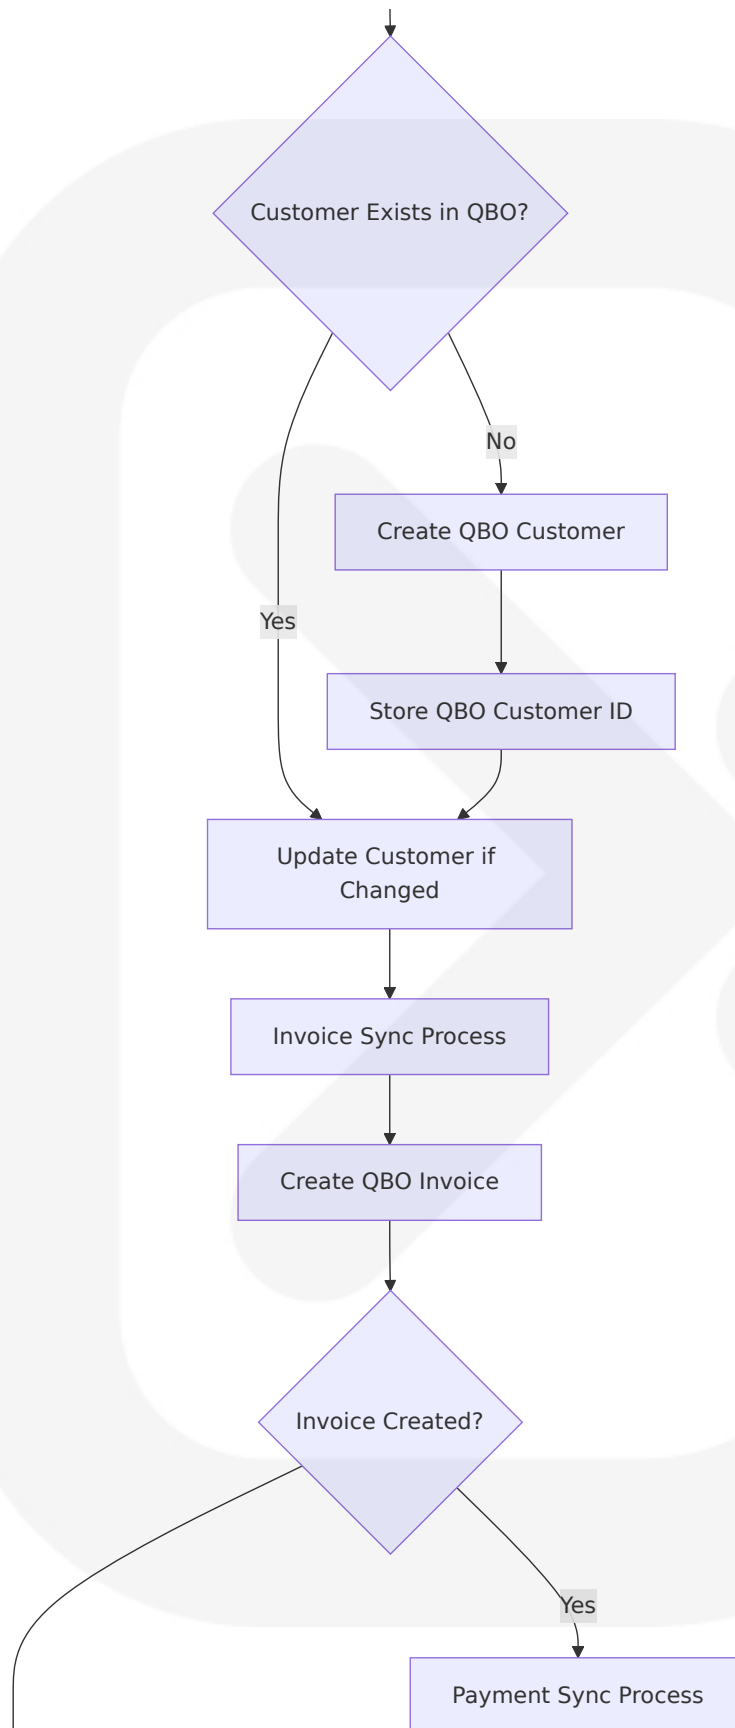 Customer Exists in QBO?
No
Create QBO Customer
Yes
Store QBO Customer ID
Update Customer if
Changed
Invoice Sync Process
Create QBO Invoice
Invoice Created?
Yes
Payment Sync Process